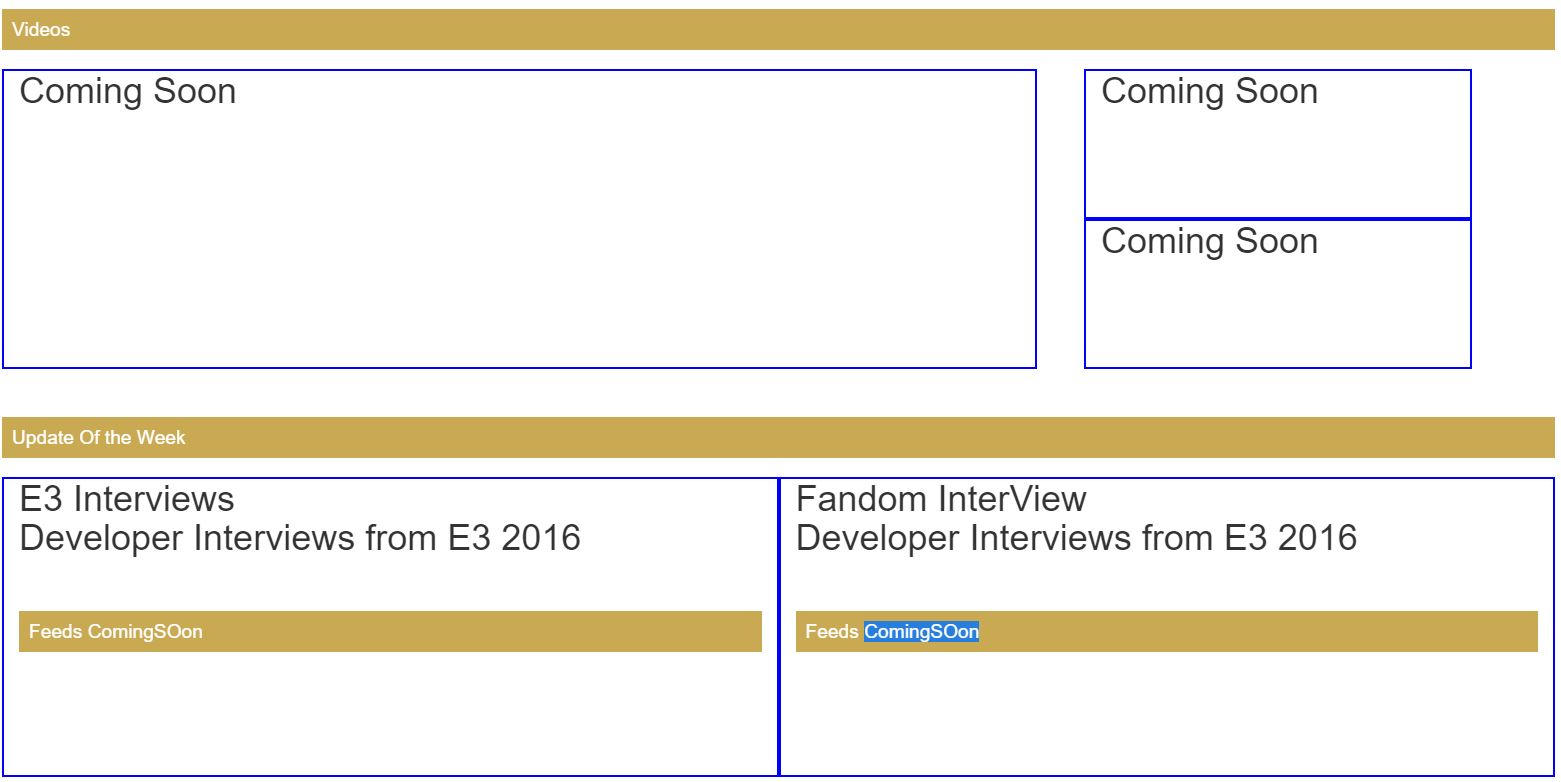 Videos
Coming Soon
Coming Soon
Coming Soon
Update Of the Week
E3 Interviews
Developer Interviews from E3 2016
Feeds ComingSOon
Fandom InterView
Developer Interviews from E3 2016
Feeds ComingSOon